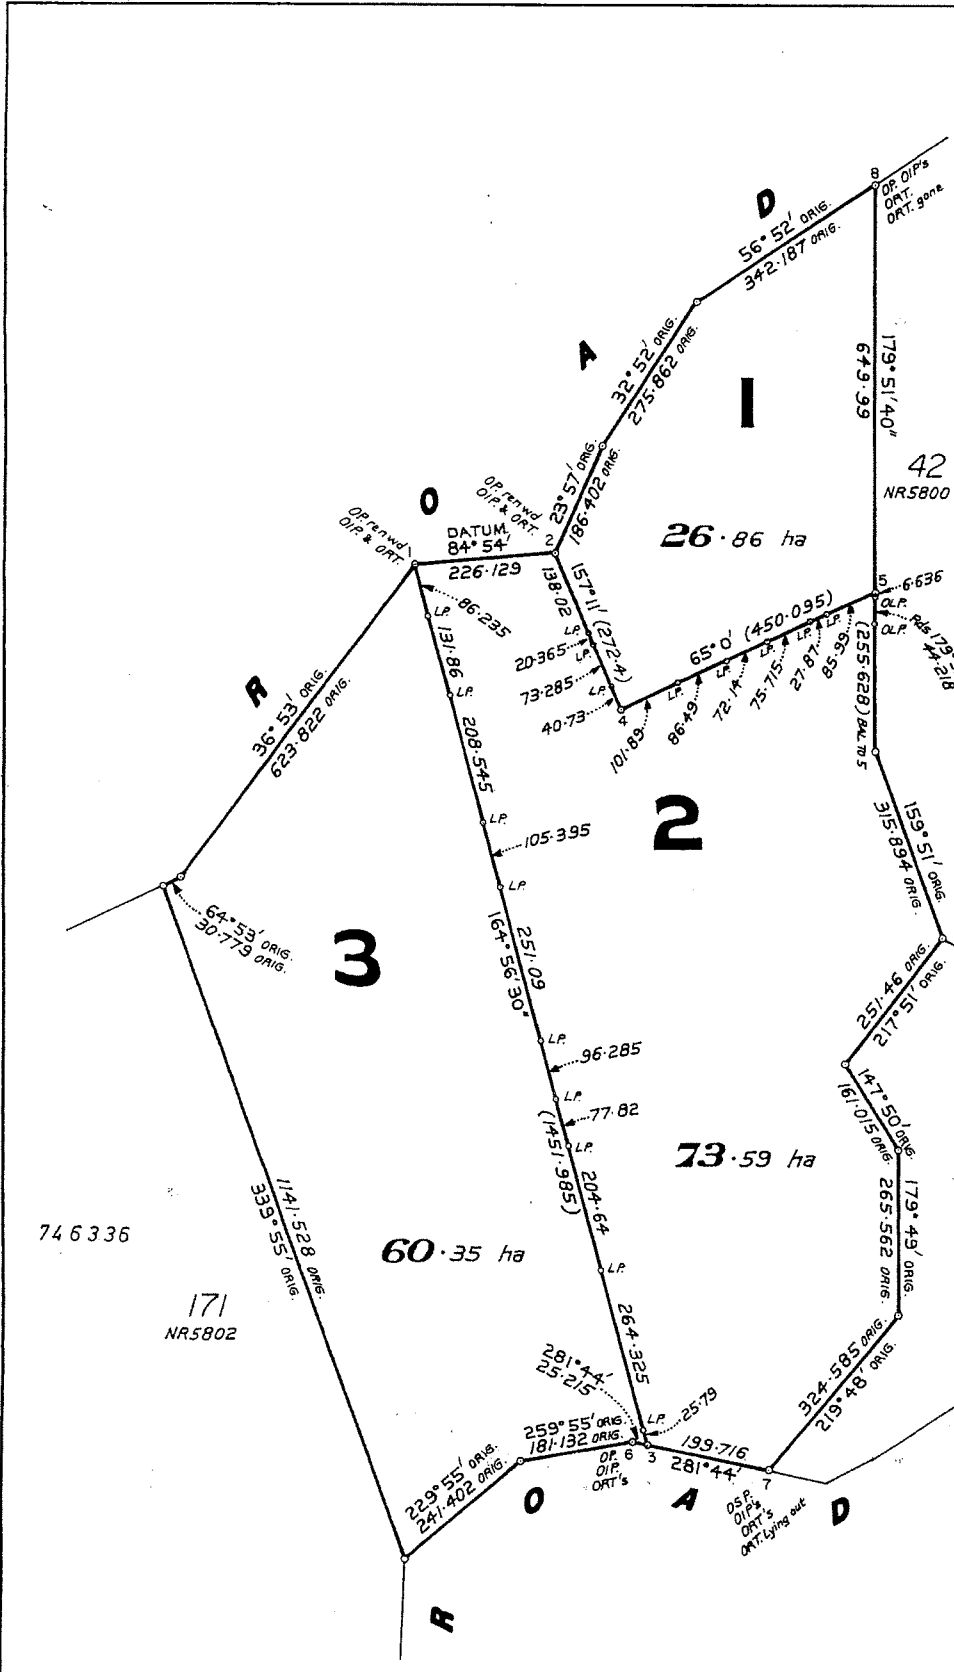 8
OP. OIP's
ORT.
ORT. gone
D
56°52' ORIG.
342·187 ORIG.
A
32°52' ORIG.
275·862 ORIG.
1
179°51'40"
649·99
42
NR5800
23°57' ORIG.
186·402 ORIG.
26·86 ha
O
OP. renwd
OIP. & ORT.
1
OP. renwd
OIP. & ORT.
2
DATUM
84°54'
226·129
157°11' (272·4)
138·02
L.P.
20·365
L.P.
73·285
L.P.
40·73
4
65°0' (450·095)
101·89
L.P.
86·49
L.P.
72·14
L.P.
75·715
L.P.
27·87
L.P.
85·99
5
6·636
OLP.
OLP.
Rds 179°
44·218
(255·628) BAL TO 5
86·235
L.P.
131·86
L.P.
208·545
L.P.
105·395
L.P.
251·09
164°56'30"
L.P.
96·285
L.P.
77·82
L.P.
(1451·985)
204·64
L.P.
264·325
L.P.
25·79
R
36°53' ORIG.
623·822 ORIG.
64°53' ORIG.
30·779 ORIG.
2
3
159°51' ORIG.
315·894 ORIG.
251·46 ORIG.
217°51' ORIG.
147°50' ORIG.
161·015 ORIG.
179°49' ORIG.
265·562 ORIG.
73·59 ha
324·585 ORIG.
219°48' ORIG.
1141·528 ORIG.
339°55' ORIG.
746336
171
NR5802
60·35 ha
281°44'
25·215
259°55' ORIG.
181·132 ORIG.
229°55' ORIG.
241·402 ORIG.
6
OP.
OIP.
ORT's
3
199·716
281°44'
7
OSP.
OIP's
ORT's
ORT. Lying out
R
O
A
D